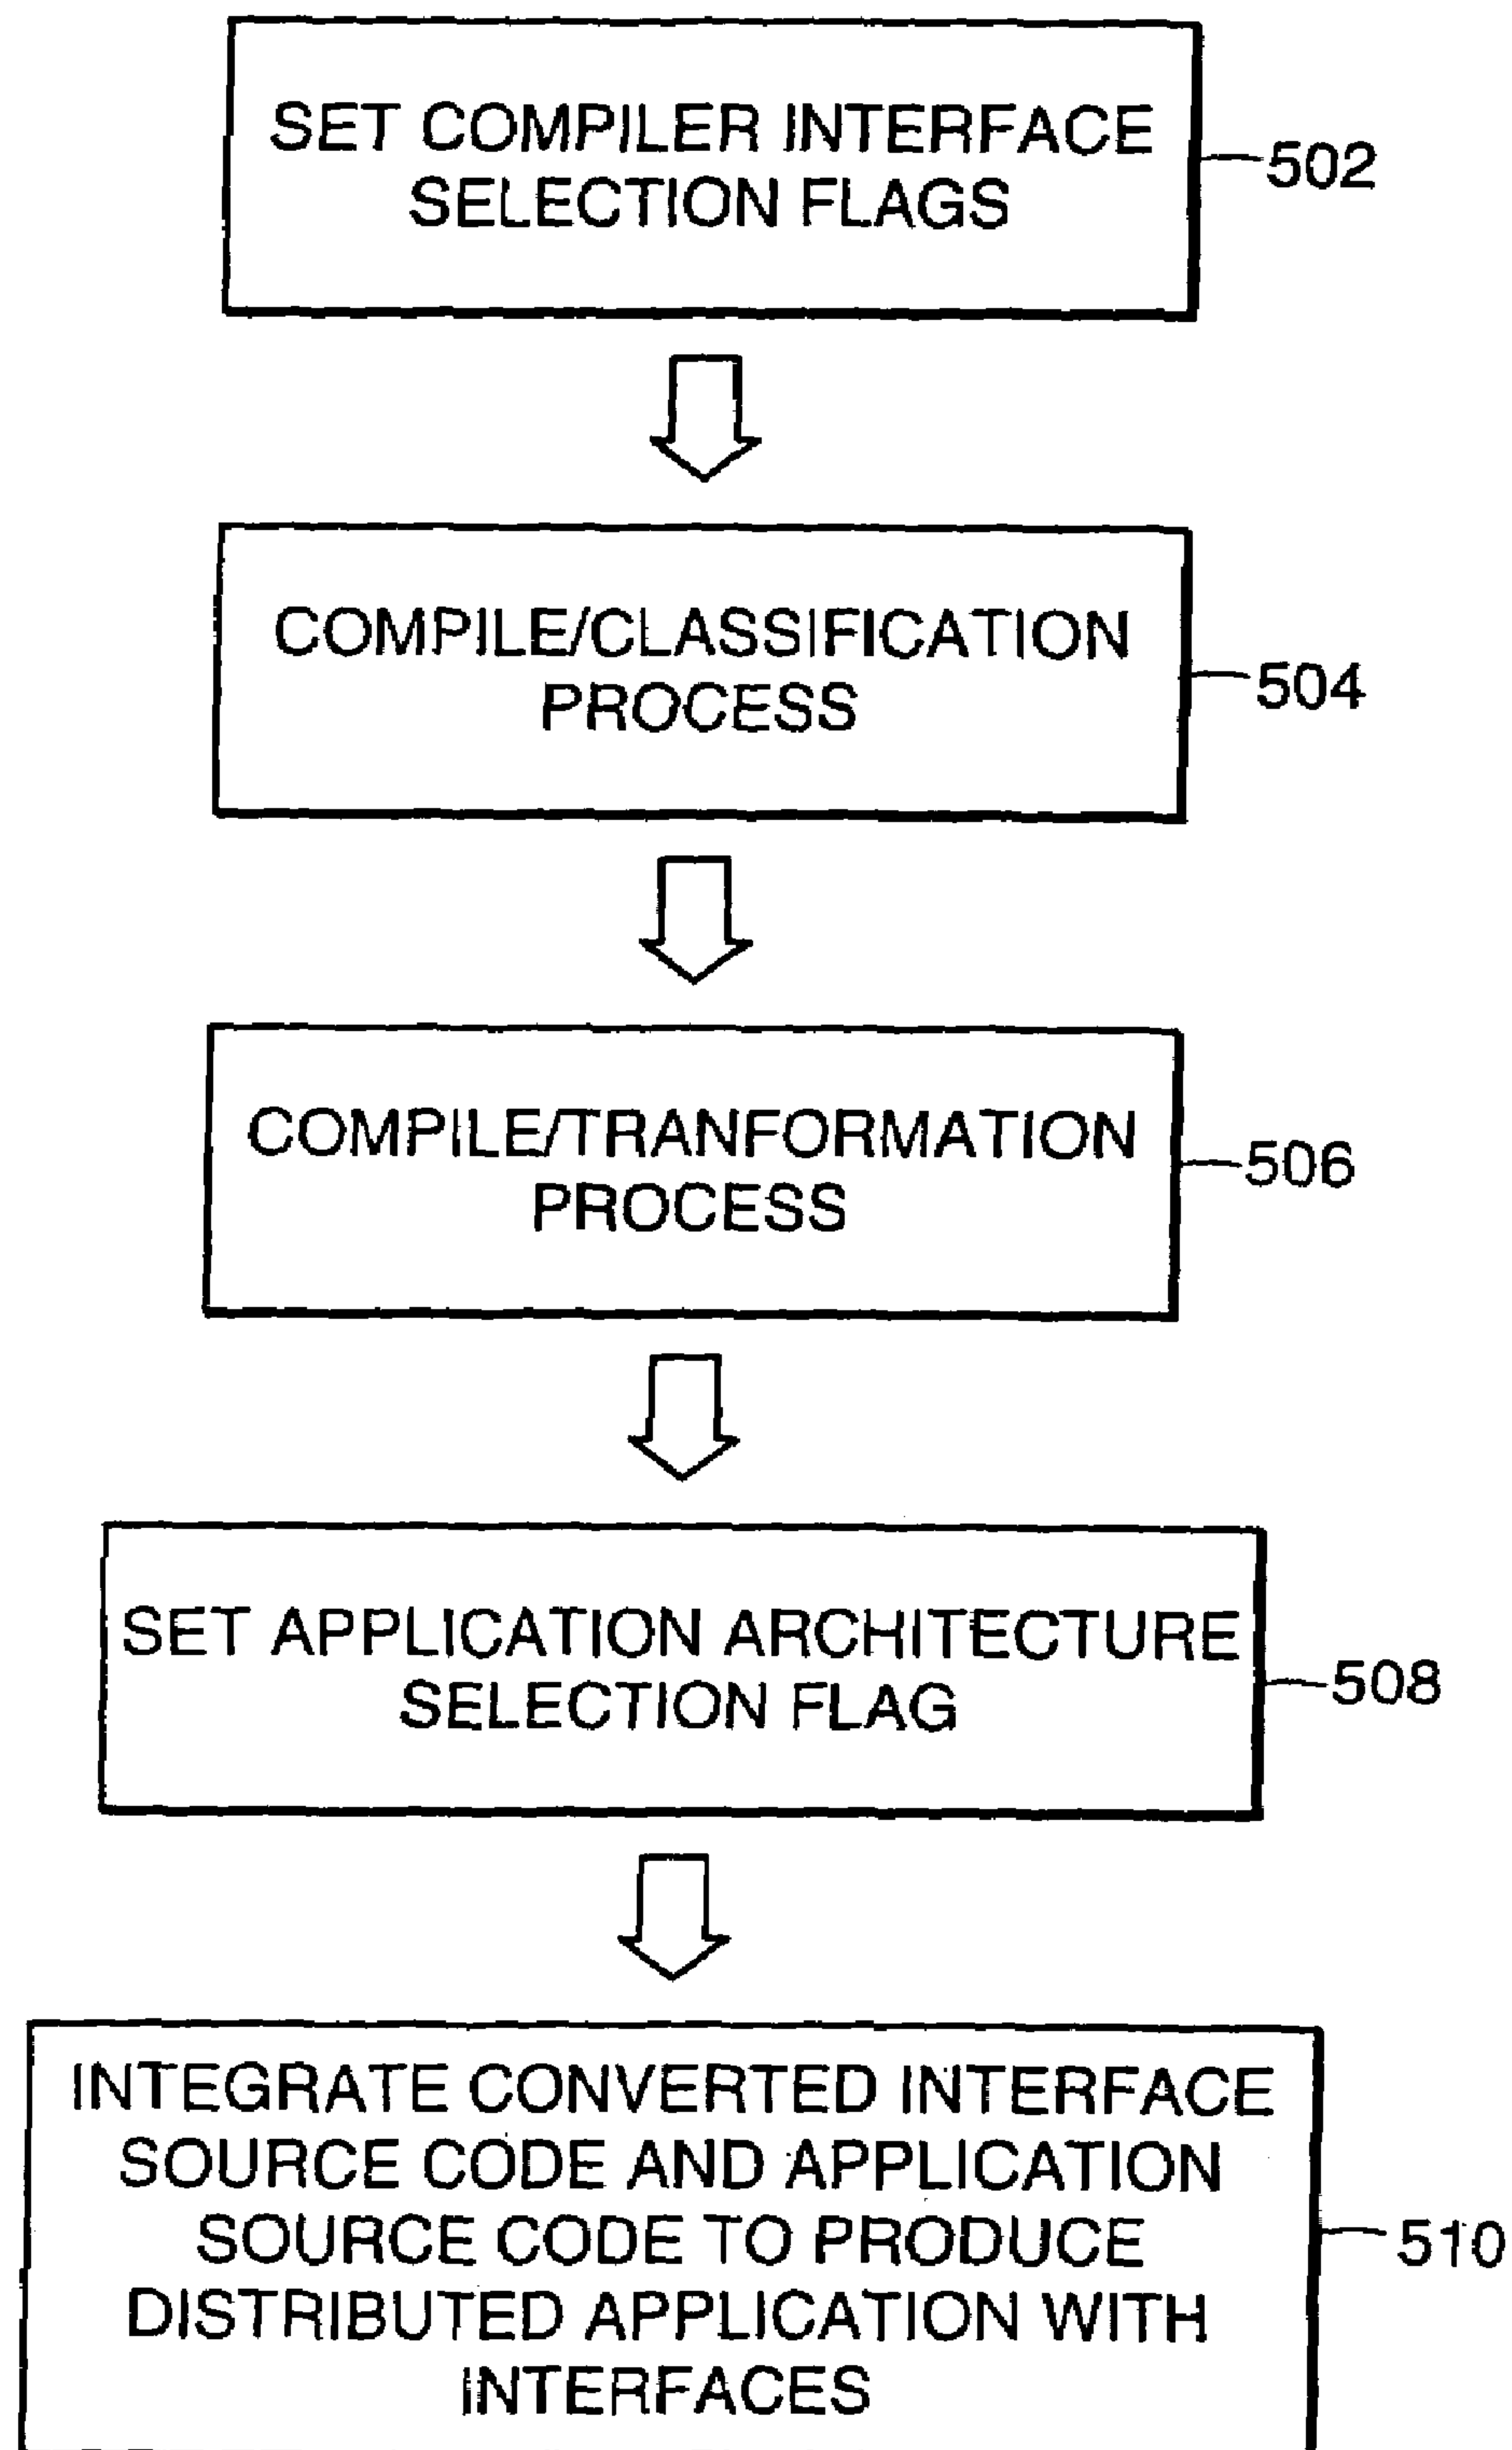 SET COMPILER INTERFACE
SELECTION FLAGS
502
COMPILE/CLASSIFICATION
PROCESS
504
COMPILE/TRANFORMATION
PROCESS
506
SET APPLICATION ARCHITECTURE
SELECTION FLAG
508
INTEGRATE CONVERTED INTERFACE
SOURCE CODE AND APPLICATION
SOURCE CODE TO PRODUCE
DISTRIBUTED APPLICATION WITH
INTERFACES
510